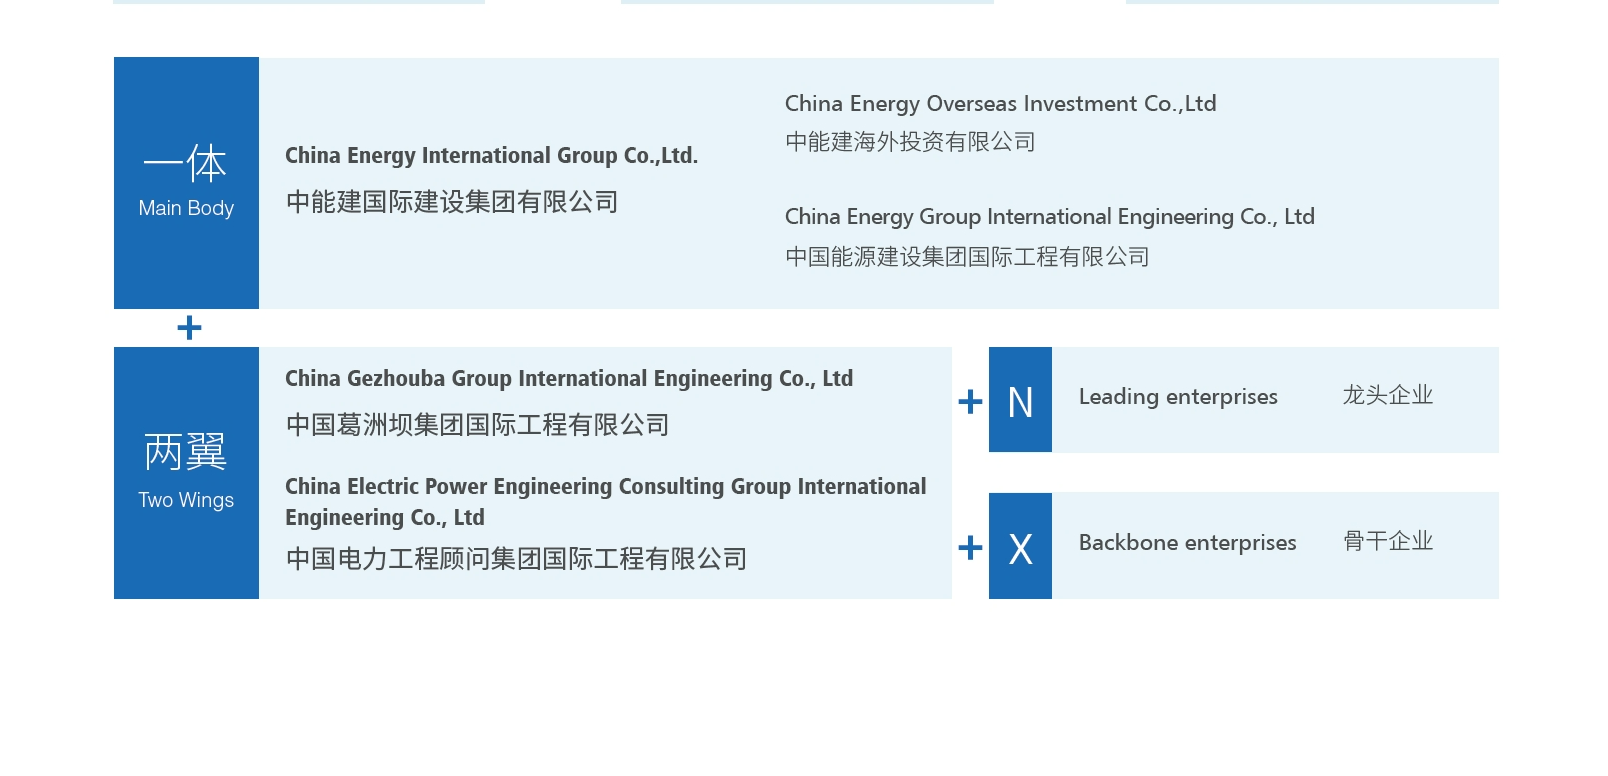 一体
Main Body
China Energy International Group Co.,Ltd.
中能建国际建设集团有限公司
China Energy Overseas Investment Co.,Ltd
中能建海外投资有限公司
China Energy Group International Engineering Co., Ltd
中国能源建设集团国际工程有限公司
+
两翼
Two Wings
China Gezhouba Group International Engineering Co., Ltd
中国葛洲坝集团国际工程有限公司
China Electric Power Engineering Consulting Group International
Engineering Co., Ltd
中国电力工程顾问集团国际工程有限公司
+ N Leading enterprises 龙头企业
+ X Backbone enterprises 骨干企业